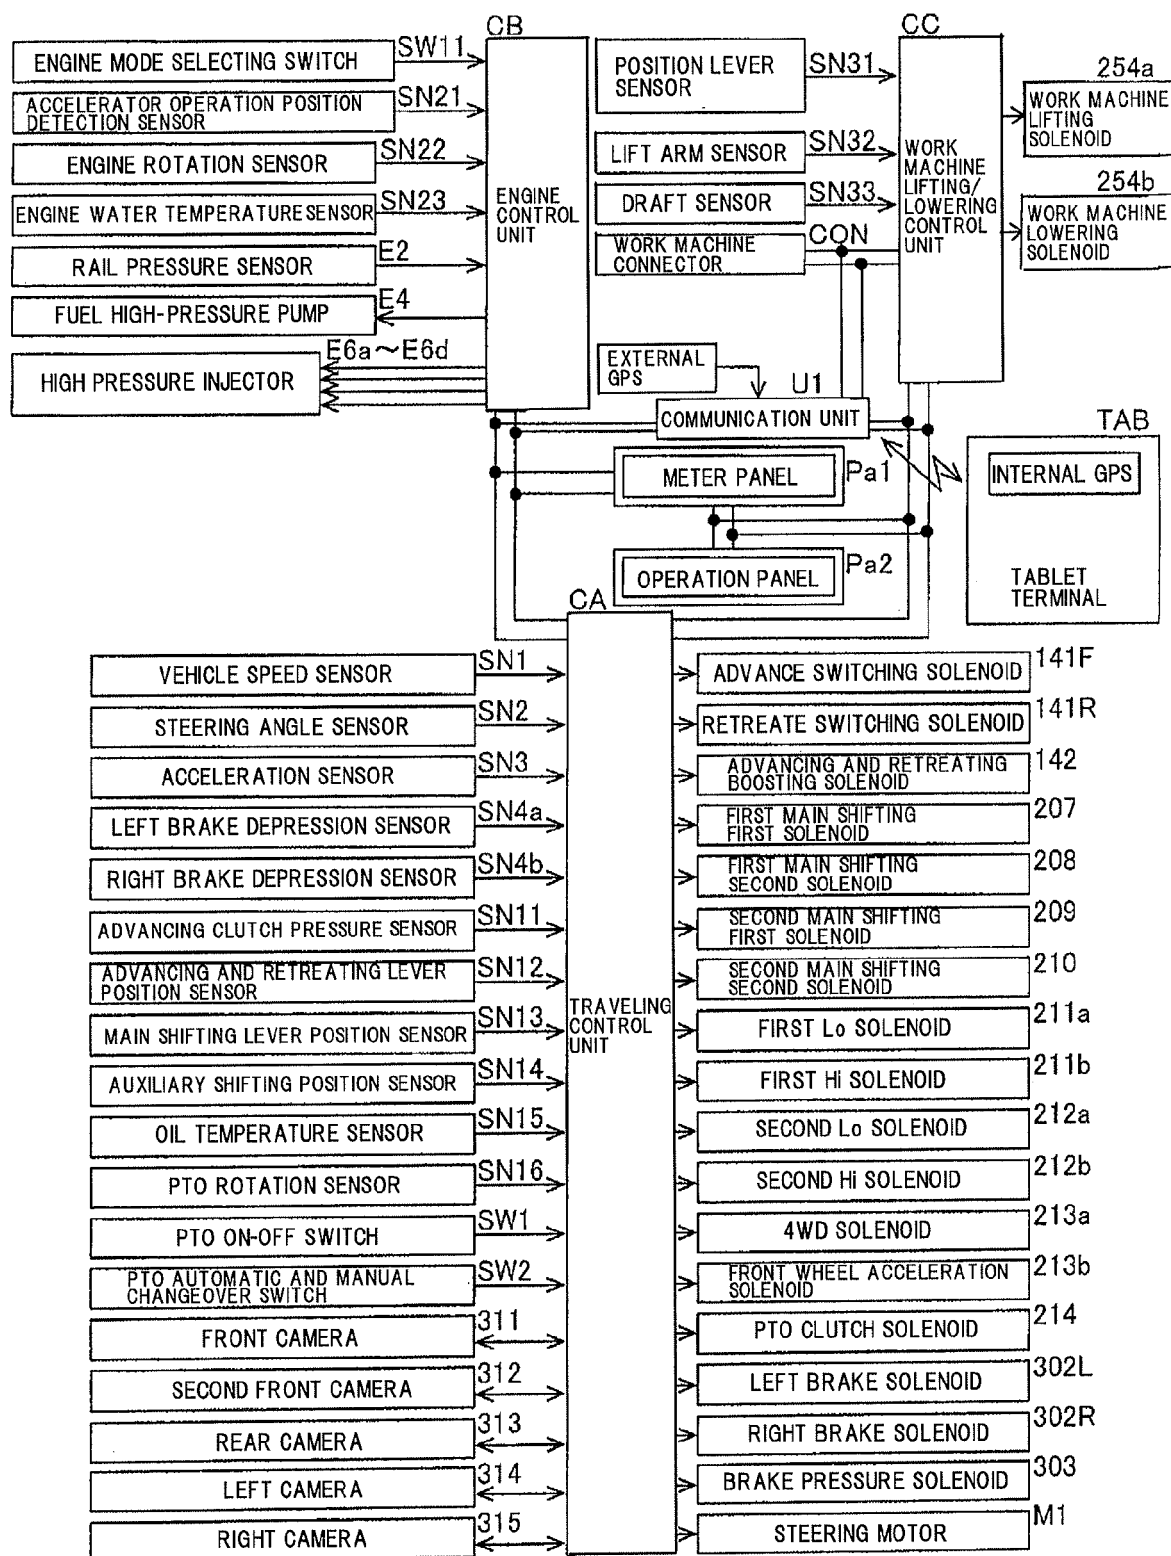 CB
CC
ENGINE MODE SELECTING SWITCH
SW11
ACCELERATOR OPERATION POSITION
DETECTION SENSOR
SN21
ENGINE ROTATION SENSOR
SN22
ENGINE WATER TEMPERATURE SENSOR
SN23
RAIL PRESSURE SENSOR
E2
FUEL HIGH-PRESSURE PUMP
E4
HIGH PRESSURE INJECTOR
E6a～E6d
ENGINE
CONTROL
UNIT
POSITION LEVER
SENSOR
SN31
LIFT ARM SENSOR
SN32
DRAFT SENSOR
SN33
WORK MACHINE
CONNECTOR
CON
WORK
MACHINE
LIFTING/
LOWERING
CONTROL
UNIT
254a
WORK MACHINE
LIFTING
SOLENOID
254b
WORK MACHINE
LOWERING
SOLENOID
EXTERNAL
GPS
U1
COMMUNICATION UNIT
METER PANEL
Pa1
OPERATION PANEL
Pa2
TAB
INTERNAL GPS
TABLET
TERMINAL
CA
TRAVELING
CONTROL
UNIT
VEHICLE SPEED SENSOR
SN1
STEERING ANGLE SENSOR
SN2
ACCELERATION SENSOR
SN3
LEFT BRAKE DEPRESSION SENSOR
SN4a
RIGHT BRAKE DEPRESSION SENSOR
SN4b
ADVANCING CLUTCH PRESSURE SENSOR
SN11
ADVANCING AND RETREATING LEVER
POSITION SENSOR
SN12
MAIN SHIFTING LEVER POSITION SENSOR
SN13
AUXILIARY SHIFTING POSITION SENSOR
SN14
OIL TEMPERATURE SENSOR
SN15
PTO ROTATION SENSOR
SN16
PTO ON-OFF SWITCH
SW1
PTO AUTOMATIC AND MANUAL
CHANGEOVER SWITCH
SW2
FRONT CAMERA
311
SECOND FRONT CAMERA
312
REAR CAMERA
313
LEFT CAMERA
314
RIGHT CAMERA
315
ADVANCE SWITCHING SOLENOID
141F
RETREATE SWITCHING SOLENOID
141R
ADVANCING AND RETREATING
BOOSTING SOLENOID
142
FIRST MAIN SHIFTING
FIRST SOLENOID
207
FIRST MAIN SHIFTING
SECOND SOLENOID
208
SECOND MAIN SHIFTING
FIRST SOLENOID
209
SECOND MAIN SHIFTING
SECOND SOLENOID
210
FIRST Lo SOLENOID
211a
FIRST Hi SOLENOID
211b
SECOND Lo SOLENOID
212a
SECOND Hi SOLENOID
212b
4WD SOLENOID
213a
FRONT WHEEL ACCELERATION
SOLENOID
213b
PTO CLUTCH SOLENOID
214
LEFT BRAKE SOLENOID
302L
RIGHT BRAKE SOLENOID
302R
BRAKE PRESSURE SOLENOID
303
STEERING MOTOR
M1